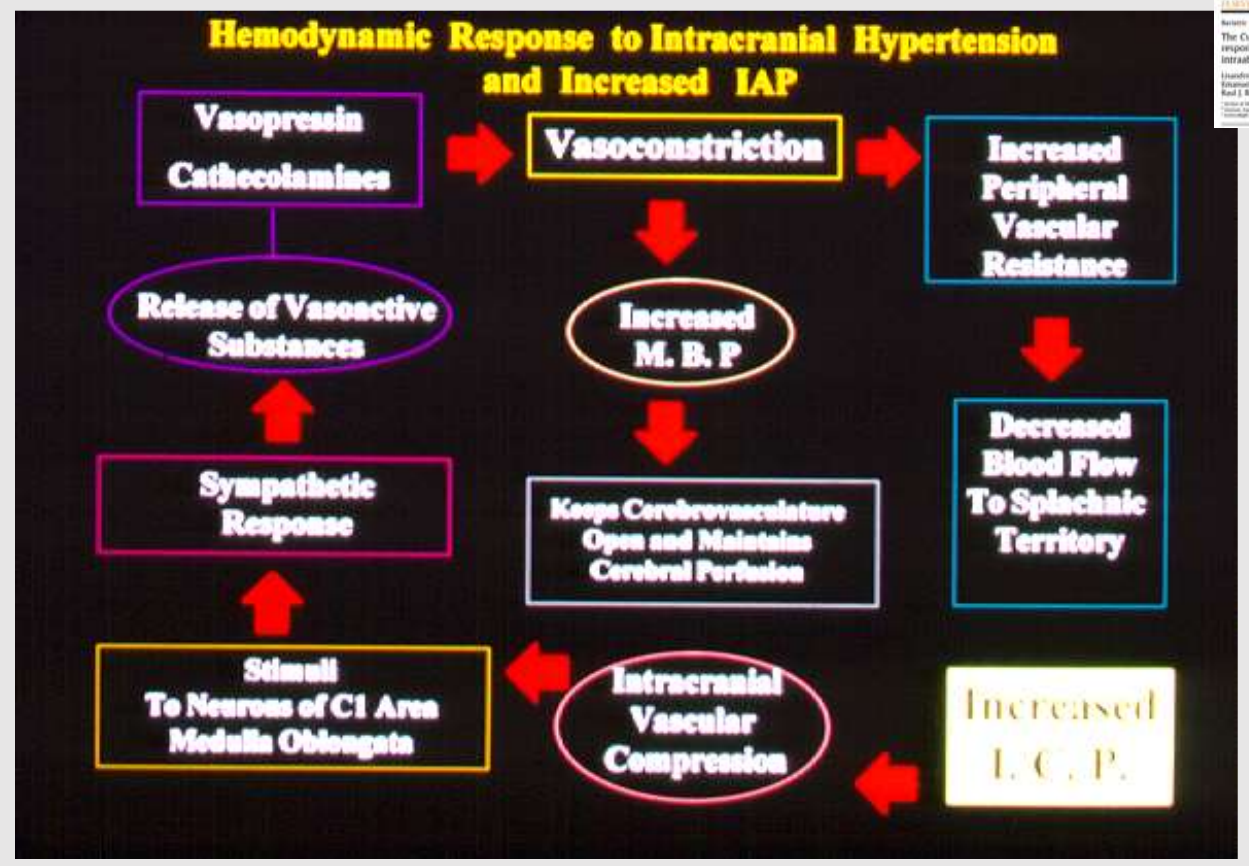 Hemodynamic Response to Intracranial Hypertension
and Increased IAP
Vasopressin
Cathecolamines
Vasoconstriction
Increased
Peripheral
Vascular
Resistance
Release of Vasoactive
Substances
Increased
M. B. P
Sympathetic
Response
Keeps Cerebrovasculature
Open and Maintains
Cerebral Perfusion
Decreased
Blood Flow
To Splachnic
Territory
Stimuli
To Neurons of C1 Area
Medulla Oblongata
Intracranial
Vascular
Compression
Increased
I. C. P.